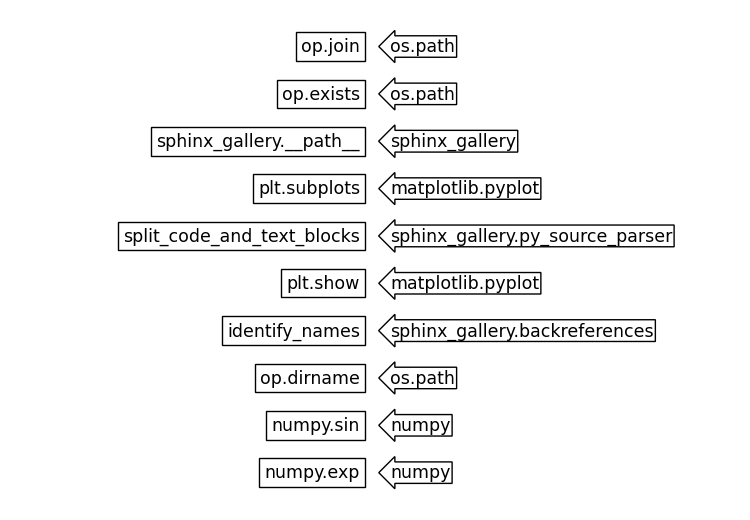 op.join os.path
op.exists os.path
sphinx_gallery.__path__ sphinx_gallery
plt.subplots matplotlib.pyplot
split_code_and_text_blocks sphinx_gallery.py_source_parser
plt.show matplotlib.pyplot
identify_names sphinx_gallery.backreferences
op.dirname os.path
numpy.sin numpy
numpy.exp numpy